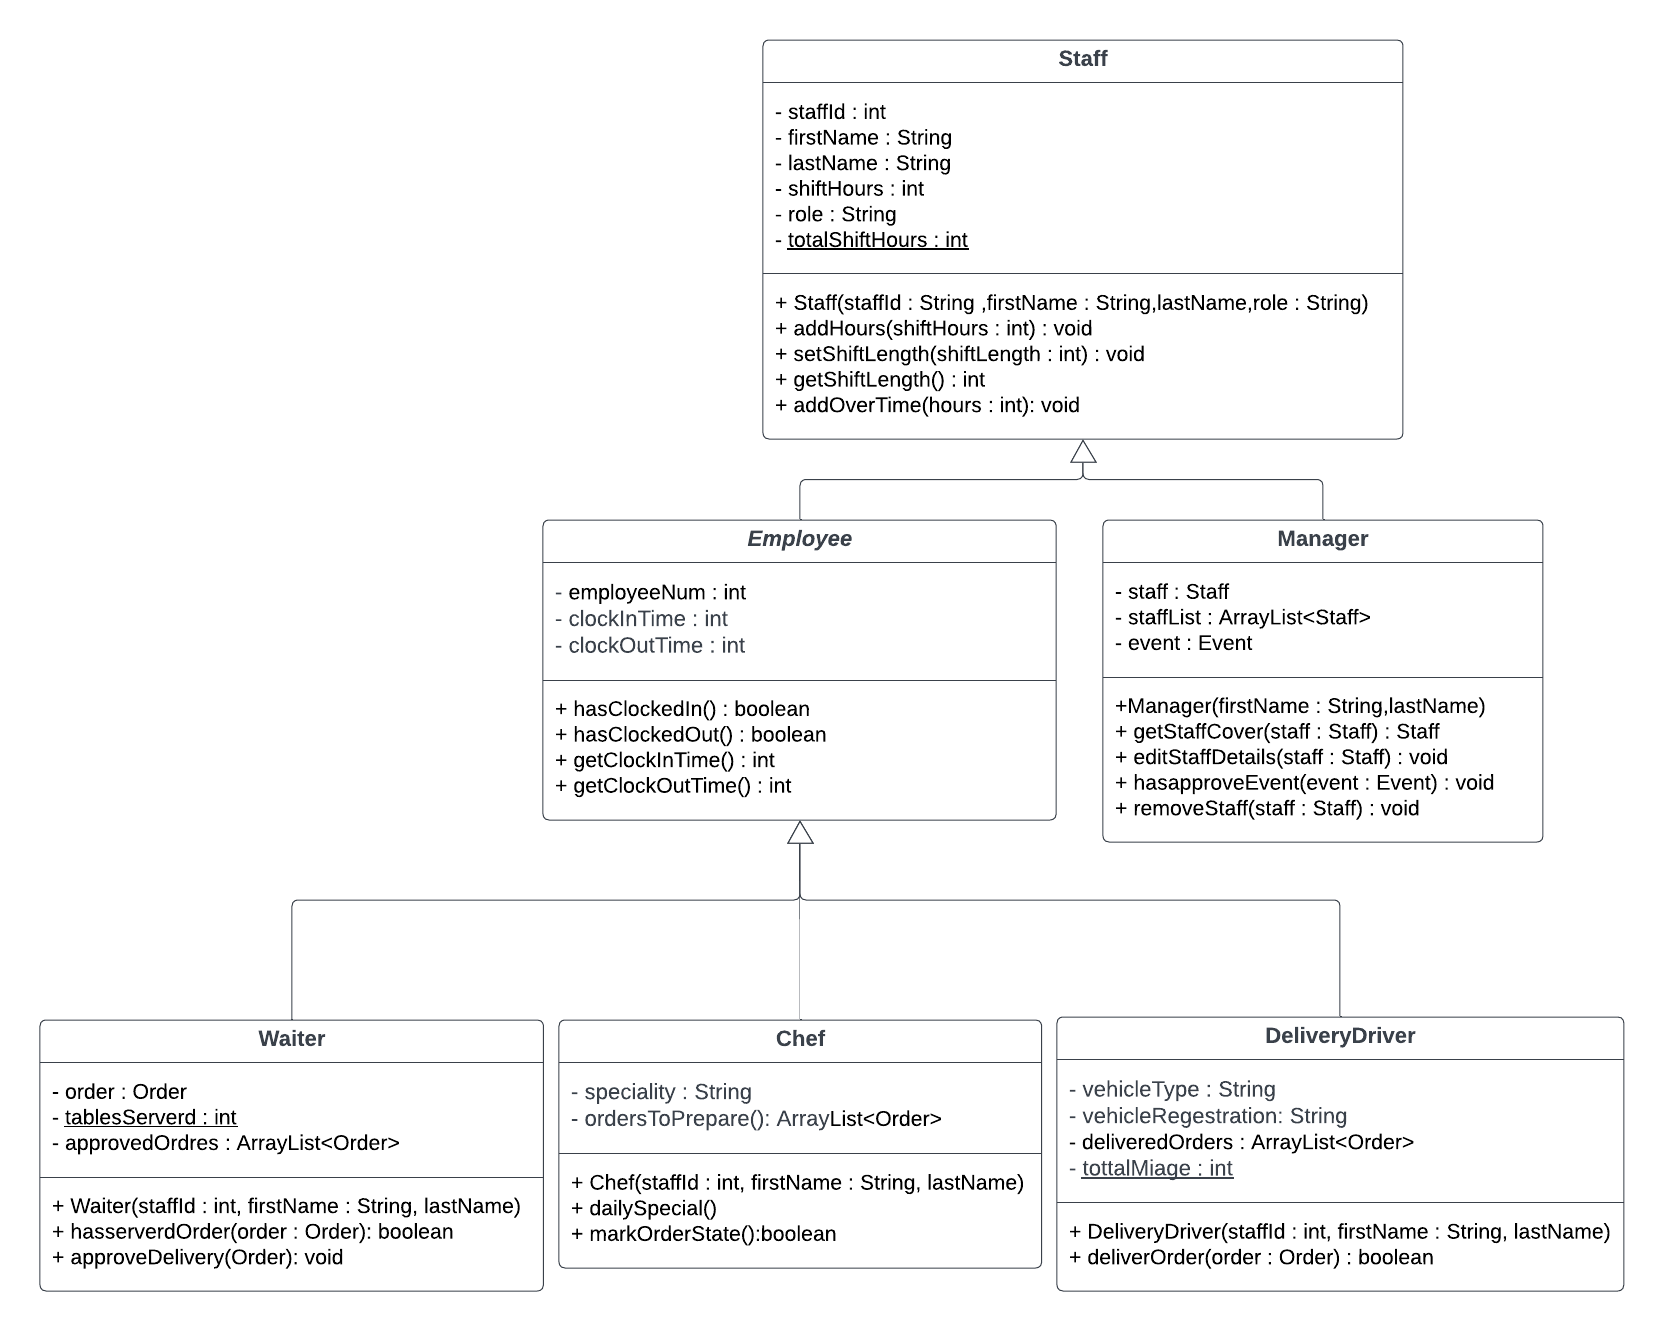 Staff
- staffId : int
- firstName : String
- lastName : String
- shiftHours : int
- role : String
- totalShiftHours : int
+ Staff(staffId : String ,firstName : String,lastName,role : String)
+ addHours(shiftHours : int) : void
+ setShiftLength(shiftLength : int) : void
+ getShiftLength() : int
+ addOverTime(hours : int): void
Employee
- employeeNum : int
- clockInTime : int
- clockOutTime : int
+ hasClockedIn() : boolean
+ hasClockedOut() : boolean
+ getClockInTime() : int
+ getClockOutTime() : int
Manager
- staff : Staff
- staffList : ArrayList<Staff>
- event : Event
+Manager(firstName : String,lastName)
+ getStaffCover(staff : Staff) : Staff
+ editStaffDetails(staff : Staff) : void
+ hasapproveEvent(event : Event) : void
+ removeStaff(staff : Staff) : void
Waiter
- order : Order
- tablesServerd : int
- approvedOrdres : ArrayList<Order>
+ Waiter(staffId : int, firstName : String, lastName)
+ hasserverdOrder(order : Order): boolean
+ approveDelivery(Order): void
Chef
- speciality : String
- ordersToPrepare(): ArrayList<Order>
+ Chef(staffId : int, firstName : String, lastName)
+ dailySpecial()
+ markOrderState():boolean
DeliveryDriver
- vehicleType : String
- vehicleRegestration: String
- deliveredOrders : ArrayList<Order>
- tottalMiage : int
+ DeliveryDriver(staffId : int, firstName : String, lastName)
+ deliverOrder(order : Order) : boolean